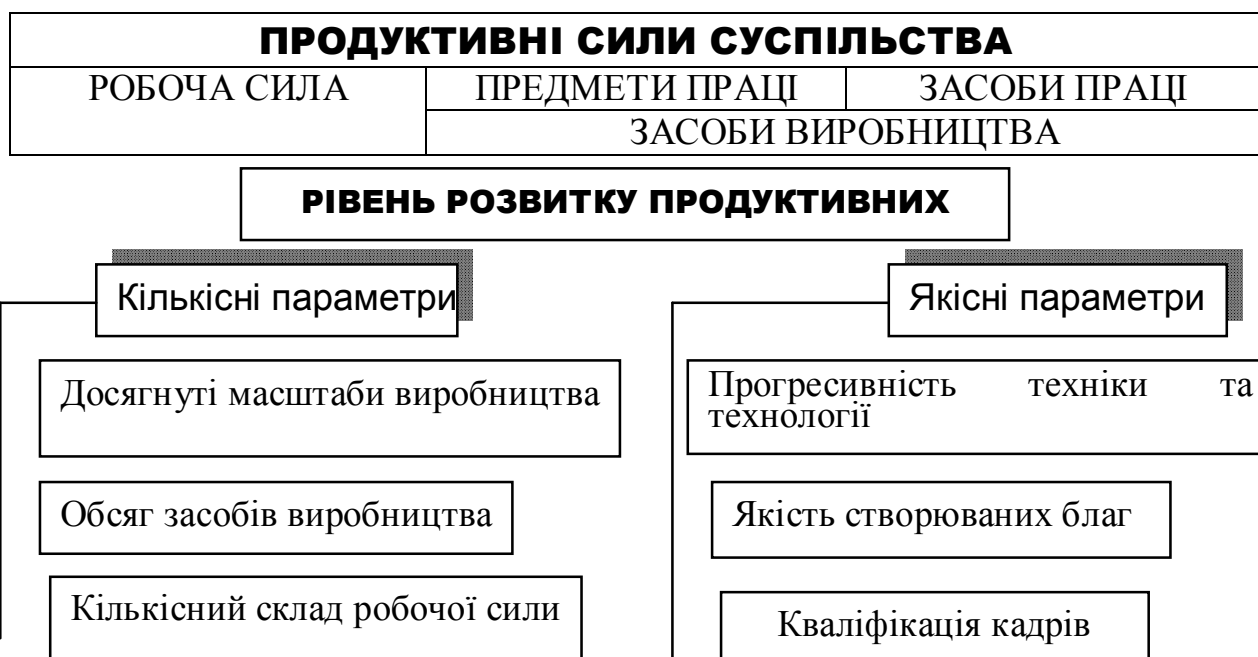 ПРОДУКТИВНІ СИЛИ СУСПІЛЬСТВА
РОБОЧА СИЛА ПРЕДМЕТИ ПРАЦІ ЗАСОБИ ПРАЦІ
ЗАСОБИ ВИРОБНИЦТВА
РІВЕНЬ РОЗВИТКУ ПРОДУКТИВНИХ
Кількісні параметри
Досягнуті масштаби виробництва
Обсяг засобів виробництва
Кількісний склад робочої сили
Якісні параметри
Прогресивність техніки та
технології
Якість створюваних благ
Кваліфікація кадрів